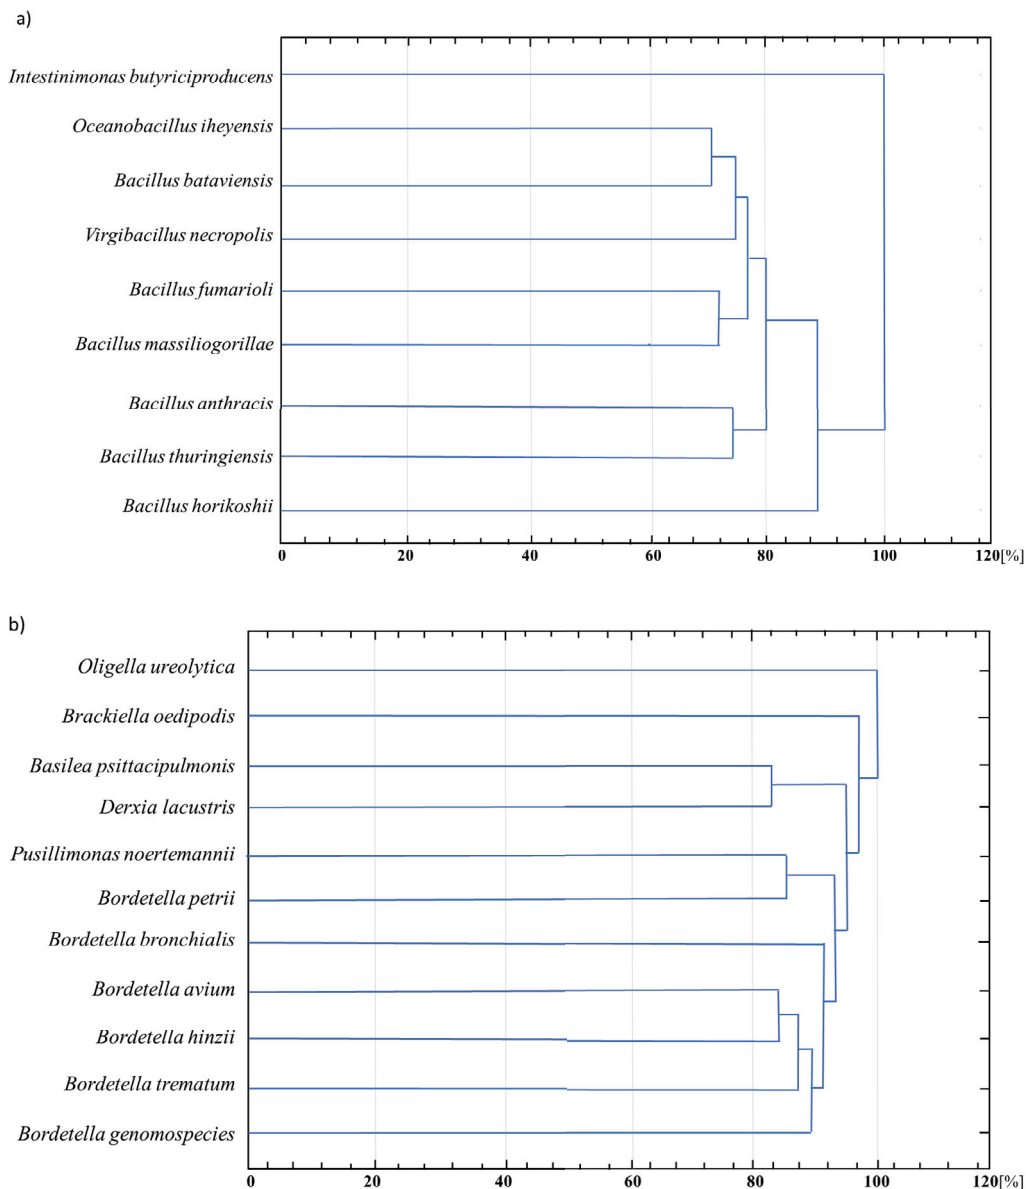 a)
Intestinimonas butyriciproducens
Oceanobacillus iheyensis
Bacillus bataviensis
Virgibacillus necropolis
Bacillus fumarioli
Bacillus massiliogorillae
Bacillus anthracis
Bacillus thuringiensis
Bacillus horikoshii
0 20 40 60 80 100 120[%]
b)
Oligella ureolytica
Brackiella oedipodis
Basilea psittacipulmonis
Derxia lacustris
Pusillimonas noertemannii
Bordetella petrii
Bordetella bronchialis
Bordetella avium
Bordetella hinzii
Bordetella trematum
Bordetella genomospecies
0 20 40 60 80 100 120[%]